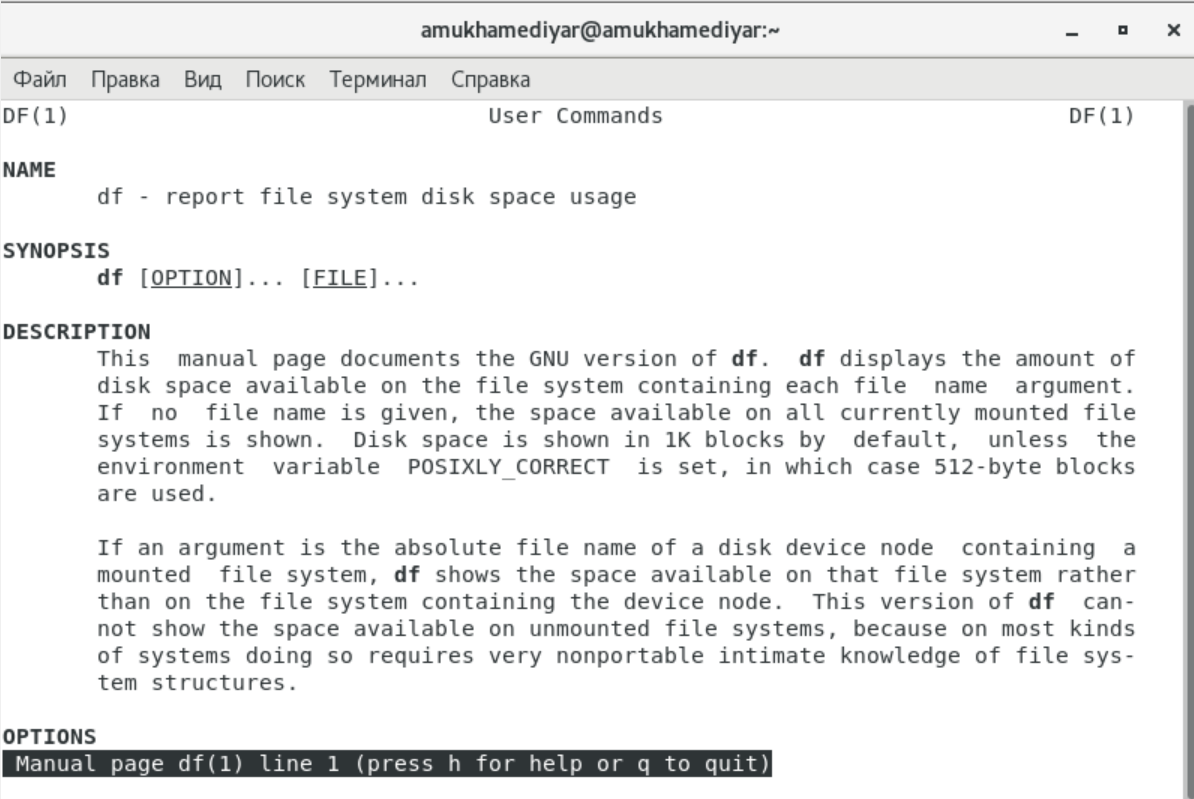 amukhamediyar@amukhamediyar:~
Файл Правка Вид Поиск Терминал Справка
DF(1) User Commands DF(1)
NAME
df - report file system disk space usage
SYNOPSIS
df [OPTION]... [FILE]...
DESCRIPTION
This manual page documents the GNU version of df. df displays the amount of
disk space available on the file system containing each file name argument.
If no file name is given, the space available on all currently mounted file
systems is shown. Disk space is shown in 1K blocks by default, unless the
environment variable POSIXLY_CORRECT is set, in which case 512-byte blocks
are used.
If an argument is the absolute file name of a disk device node containing a
mounted file system, df shows the space available on that file system rather
than on the file system containing the device node. This version of df can-
not show the space available on unmounted file systems, because on most kinds
of systems doing so requires very nonportable intimate knowledge of file sys-
tem structures.
OPTIONS
Manual page df(1) line 1 (press h for help or q to quit)